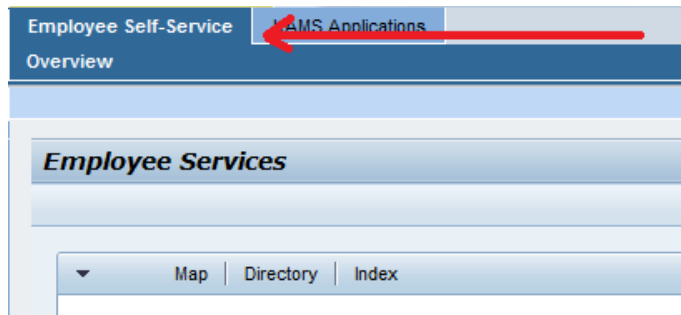 Employee Self-Service AMS Applications
Overview
Employee Services
Map Directory Index